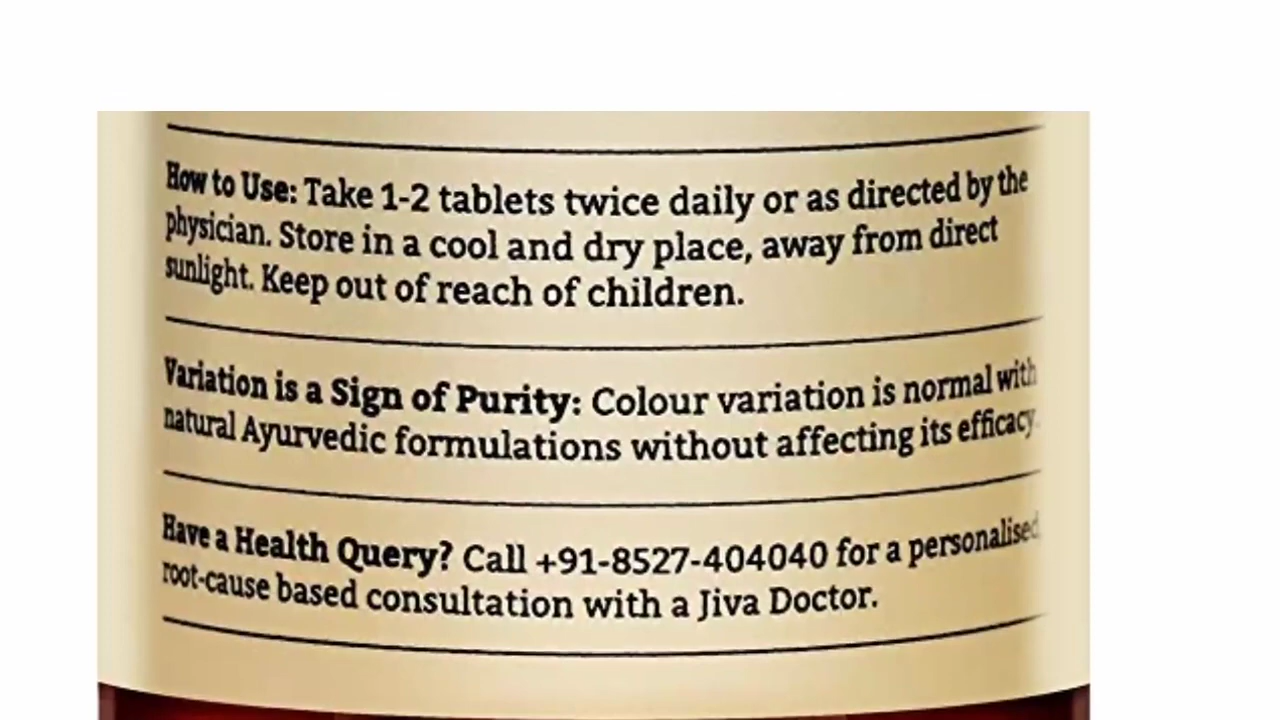 How to Use: Take 1-2 tablets twice daily or as directed by the
physician. Store in a cool and dry place, away from direct
sunlight. Keep out of reach of children.
Variation is a Sign of Purity: Colour variation is normal with
natural Ayurvedic formulations without affecting its efficacy.
Have a Health Query? Call +91-8527-404040 for a personalised
root-cause based consultation with a Jiva Doctor.